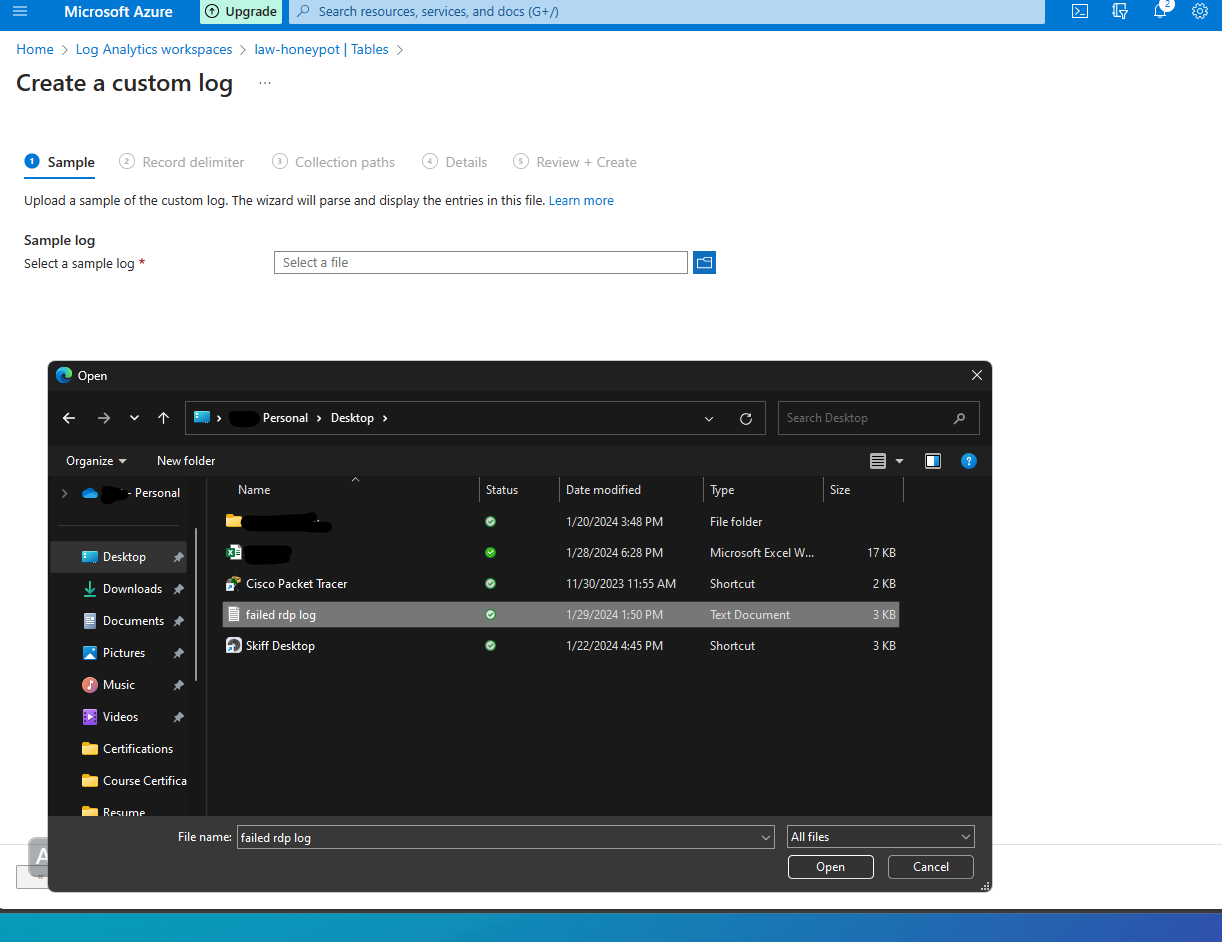 Microsoft Azure
Upgrade
Search resources, services, and docs (G+/)
2
Home > Log Analytics workspaces > law-honeypot | Tables >
Create a custom log ...
1 Sample
2 Record delimiter
3 Collection paths
4 Details
5 Review + Create
Upload a sample of the custom log. The wizard will parse and display the entries in this file. Learn more
Sample log
Select a sample log *
Select a file
Open
Personal > Desktop >
Search Desktop
Organize
New folder
- Personal
Desktop
Downloads
Documents
Pictures
Music
Videos
Certifications
Course Certifica
Resume
Name Status Date modified Type Size
1/20/2024 3:48 PM File folder
1/28/2024 6:28 PM Microsoft Excel W... 17 KB
Cisco Packet Tracer 11/30/2023 11:55 AM Shortcut 2 KB
failed rdp log 1/29/2024 1:50 PM Text Document 3 KB
Skiff Desktop 1/22/2024 4:45 PM Shortcut 3 KB
File name: failed rdp log
All files
Open
Cancel